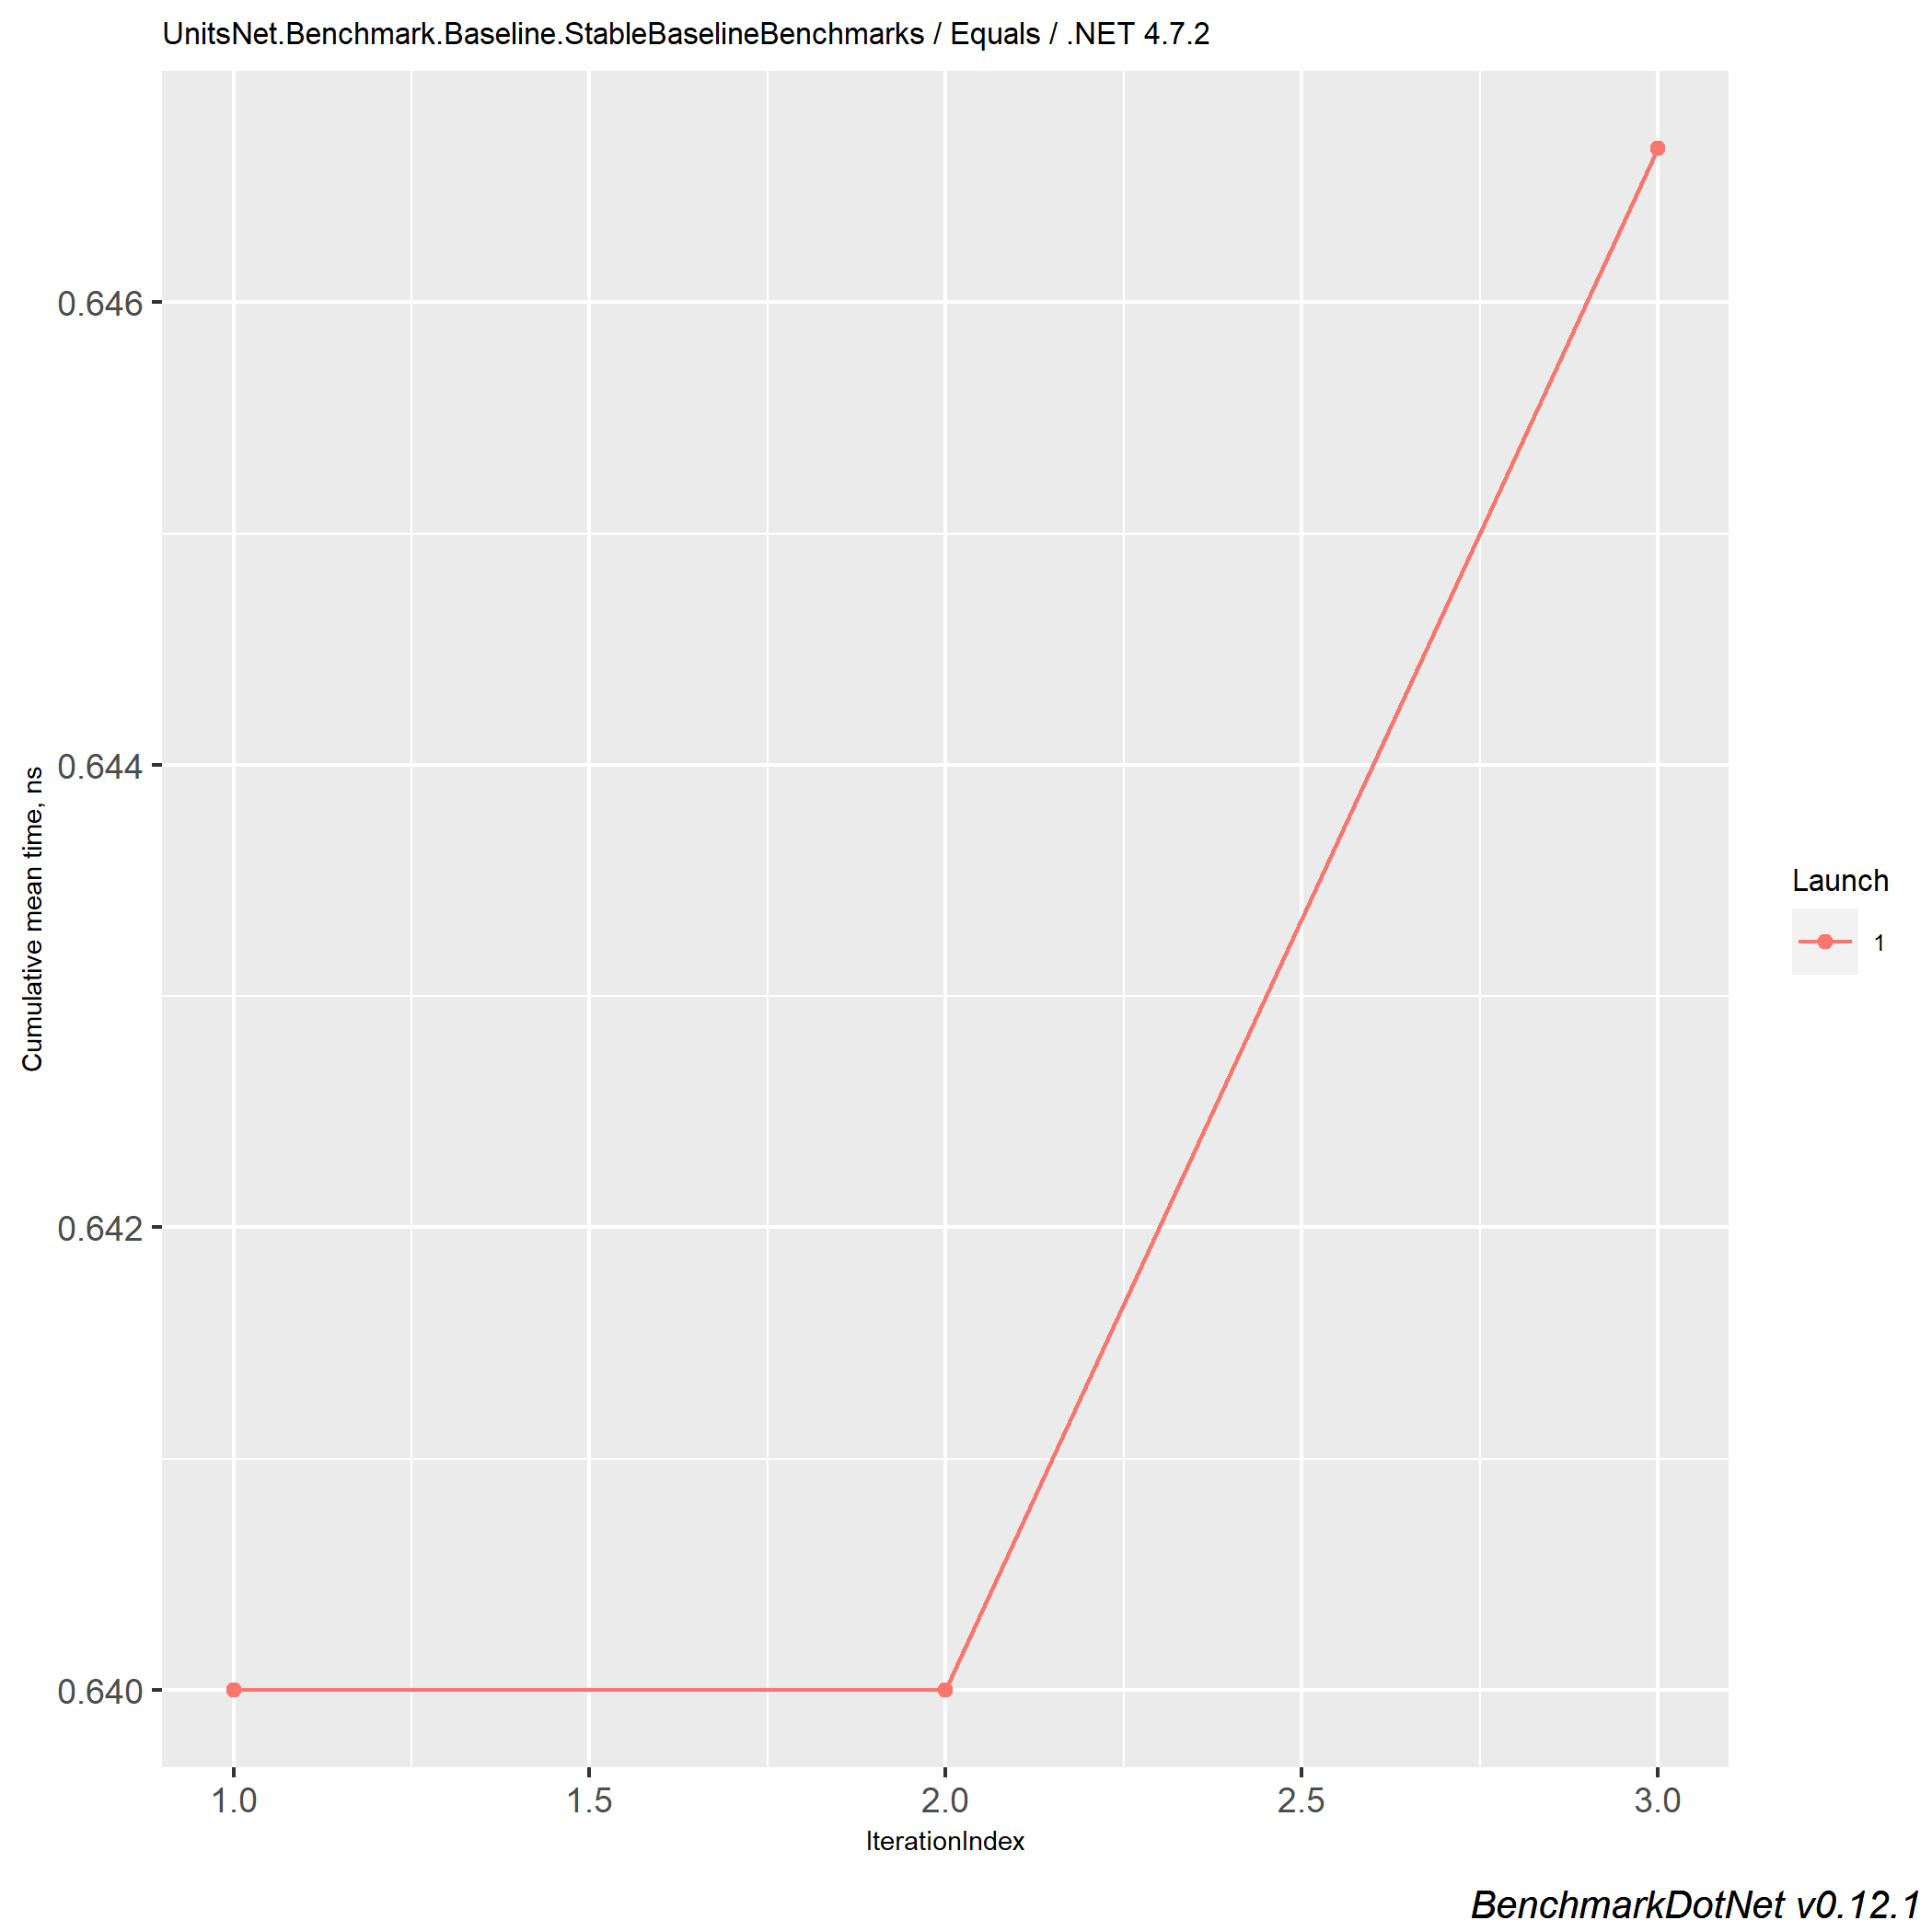 UnitsNet.Benchmark.Baseline.StableBaselineBenchmarks / Equals / .NET 4.7.2
Cumulative mean time, ns
0.646
0.644
0.642
0.640
1.0 1.5 2.0 2.5 3.0
IterationIndex
Launch
1
BenchmarkDotNet v0.12.1